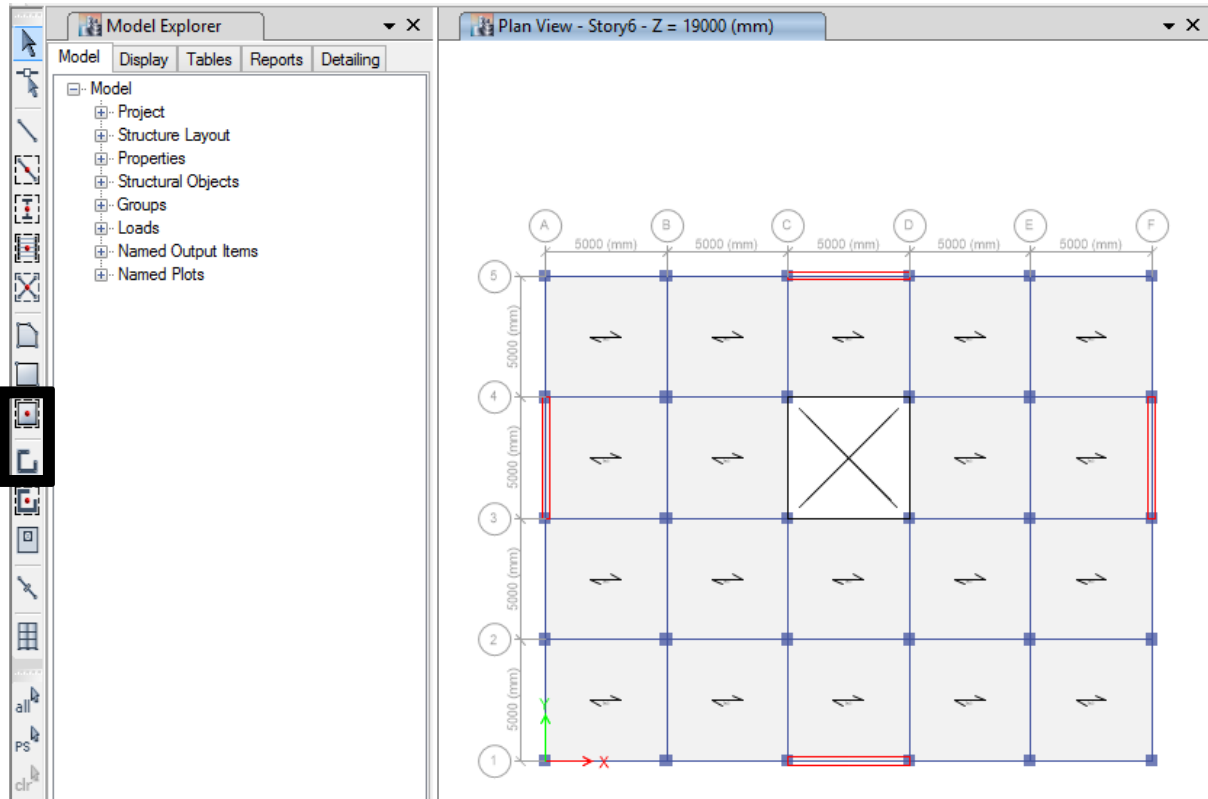 Model Explorer
Model Display Tables Reports Detailing
Model
Project
Structure Layout
Properties
Structural Objects
Groups
Loads
Named Output Items
Named Plots
all
PS
clr
Plan View - Story6 - Z = 19000 (mm)
A B C D E F
5000 (mm) 5000 (mm) 5000 (mm) 5000 (mm) 5000 (mm)
5
5000 (mm)
4
5000 (mm)
3
5000 (mm)
2
5000 (mm)
1
Y
X